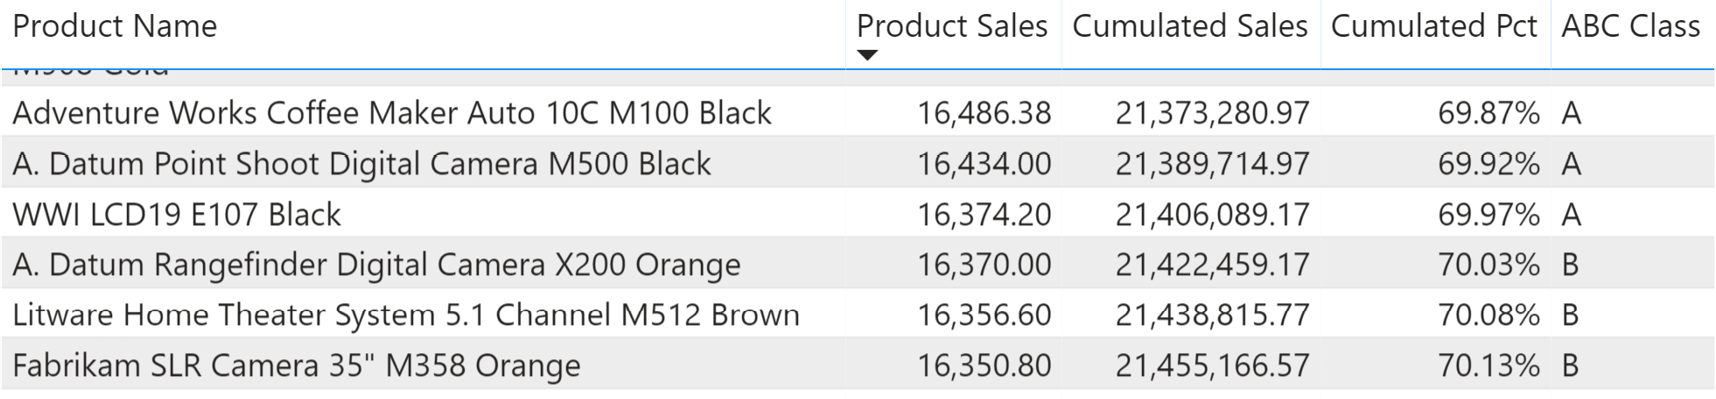 Product Name Product Sales Cumulated Sales Cumulated Pct ABC Class
Adventure Works Coffee Maker Auto 10C M100 Black 16,486.38 21,373,280.97 69.87% A
A. Datum Point Shoot Digital Camera M500 Black 16,434.00 21,389,714.97 69.92% A
WWI LCD19 E107 Black 16,374.20 21,406,089.17 69.97% A
A. Datum Rangefinder Digital Camera X200 Orange 16,370.00 21,422,459.17 70.03% B
Litware Home Theater System 5.1 Channel M512 Brown 16,356.60 21,438,815.77 70.08% B
Fabrikam SLR Camera 35" M358 Orange 16,350.80 21,455,166.57 70.13% B